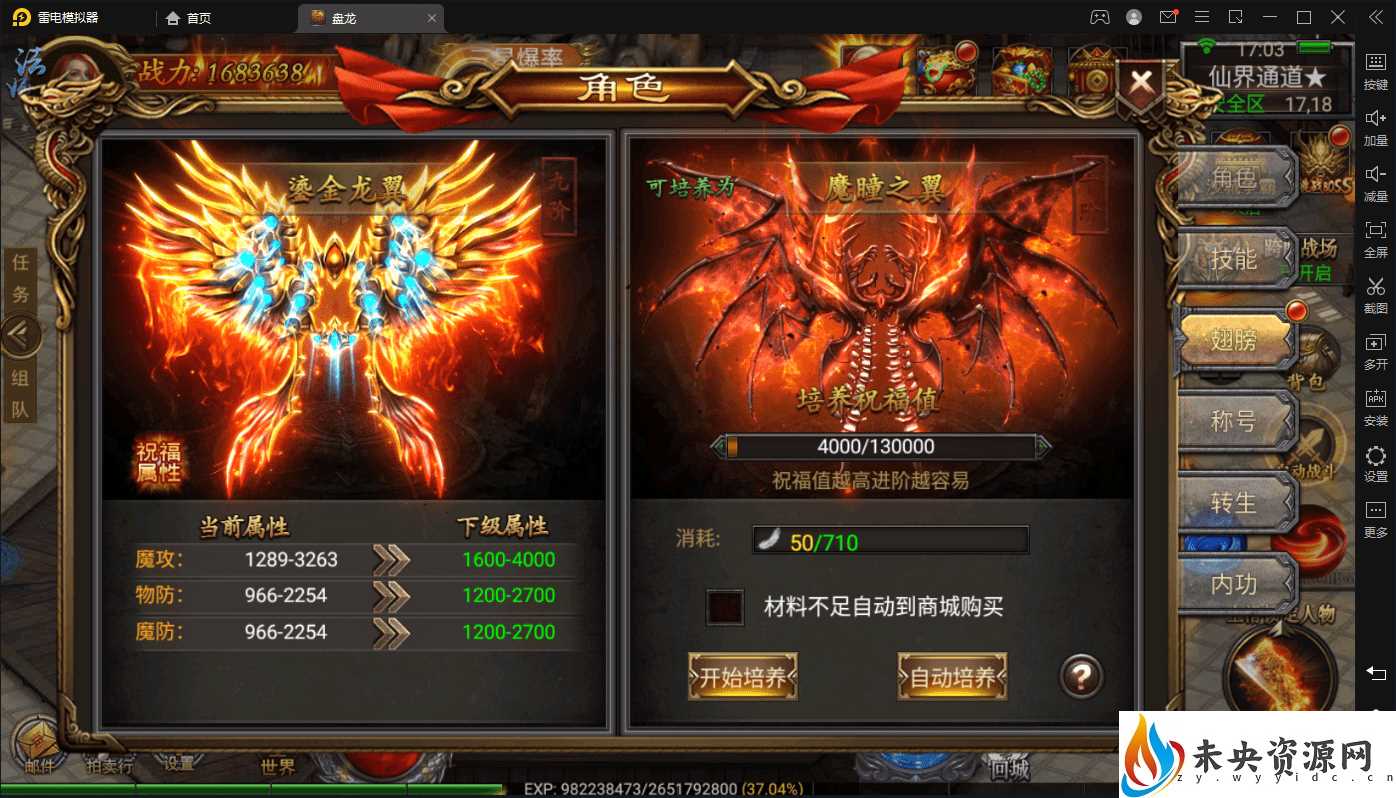 雷电模拟器
首页
盘龙
战力:1683638
角色
17:03
仙界通道★
安全区 17,18
鎏金龙翼
九阶
祝福
属性
当前属性
下级属性
魔攻: 1289-3263 1600-4000
物防: 966-2254 1200-2700
魔防: 966-2254 1200-2700
可培养为
魔瞳之翼
培养祝福值
4000/130000
祝福值越高进阶越容易
消耗: 50/710
材料不足自动到商城购买
开始培养
自动培养
?
角色
技能
翅膀
称号
转生
内功
战场
开启
背包
任务
组队
邮件
拍卖行
设置
世界
回城
EXP: 982238473/2651792800 (37.04%)
按键
加量
减量
全屏
截图
多开
APK
安装
设置
更多
未央资源网
zy.wyyidc.cn